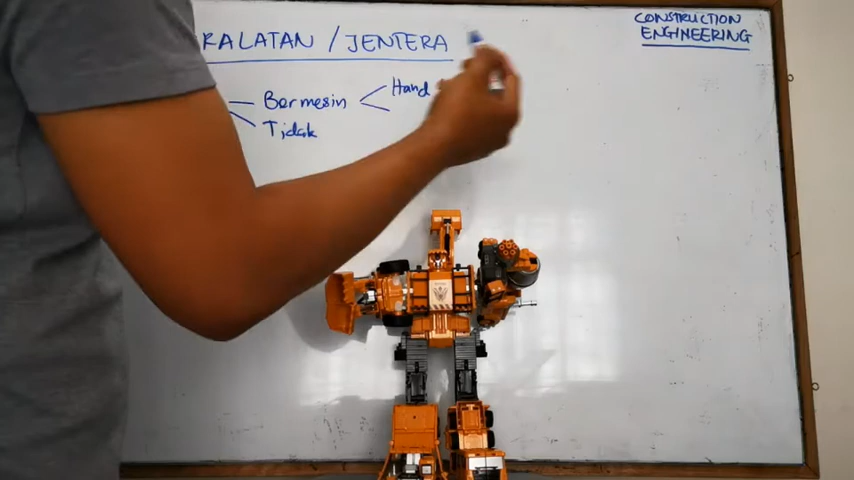 CONSTRUCTION
ENGINEERING
KALATAN / JENTERA
Bermesin
Hand
Tidak